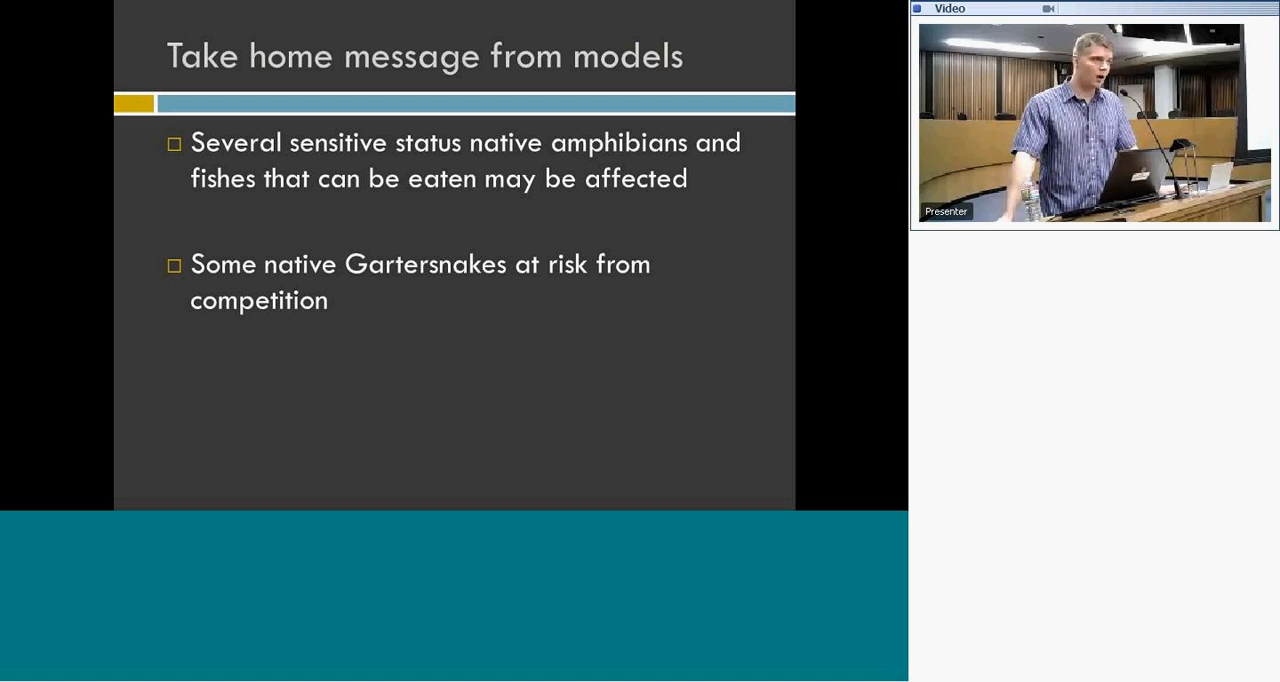 Take home message from models
Several sensitive status native amphibians and
fishes that can be eaten may be affected
Some native Gartersnakes at risk from
competition
Video
Presenter